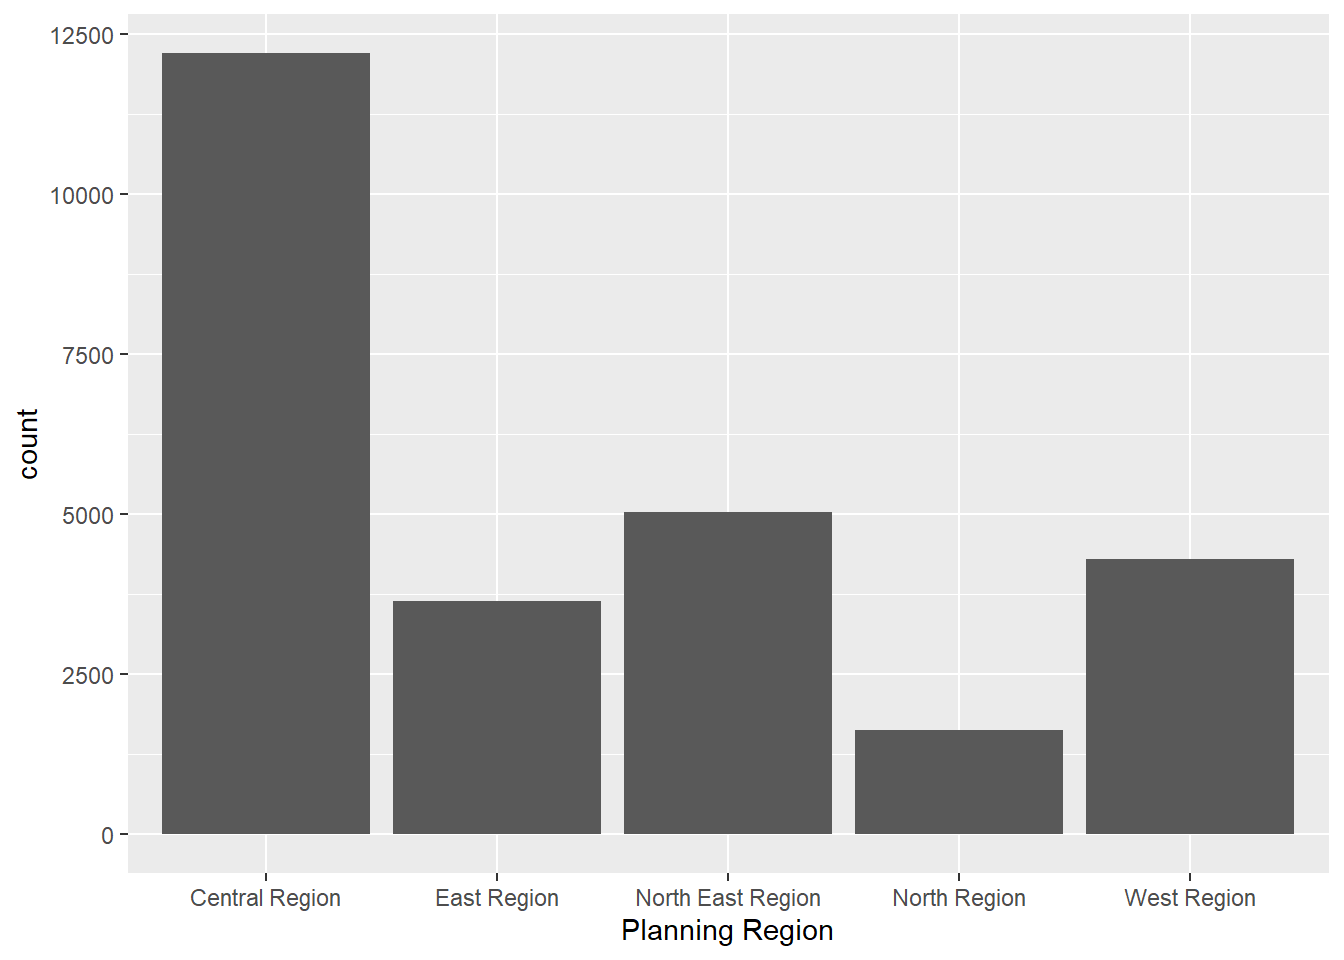 12500
10000
7500
5000
2500
0
count
Central Region
East Region
North East Region
North Region
West Region
Planning Region